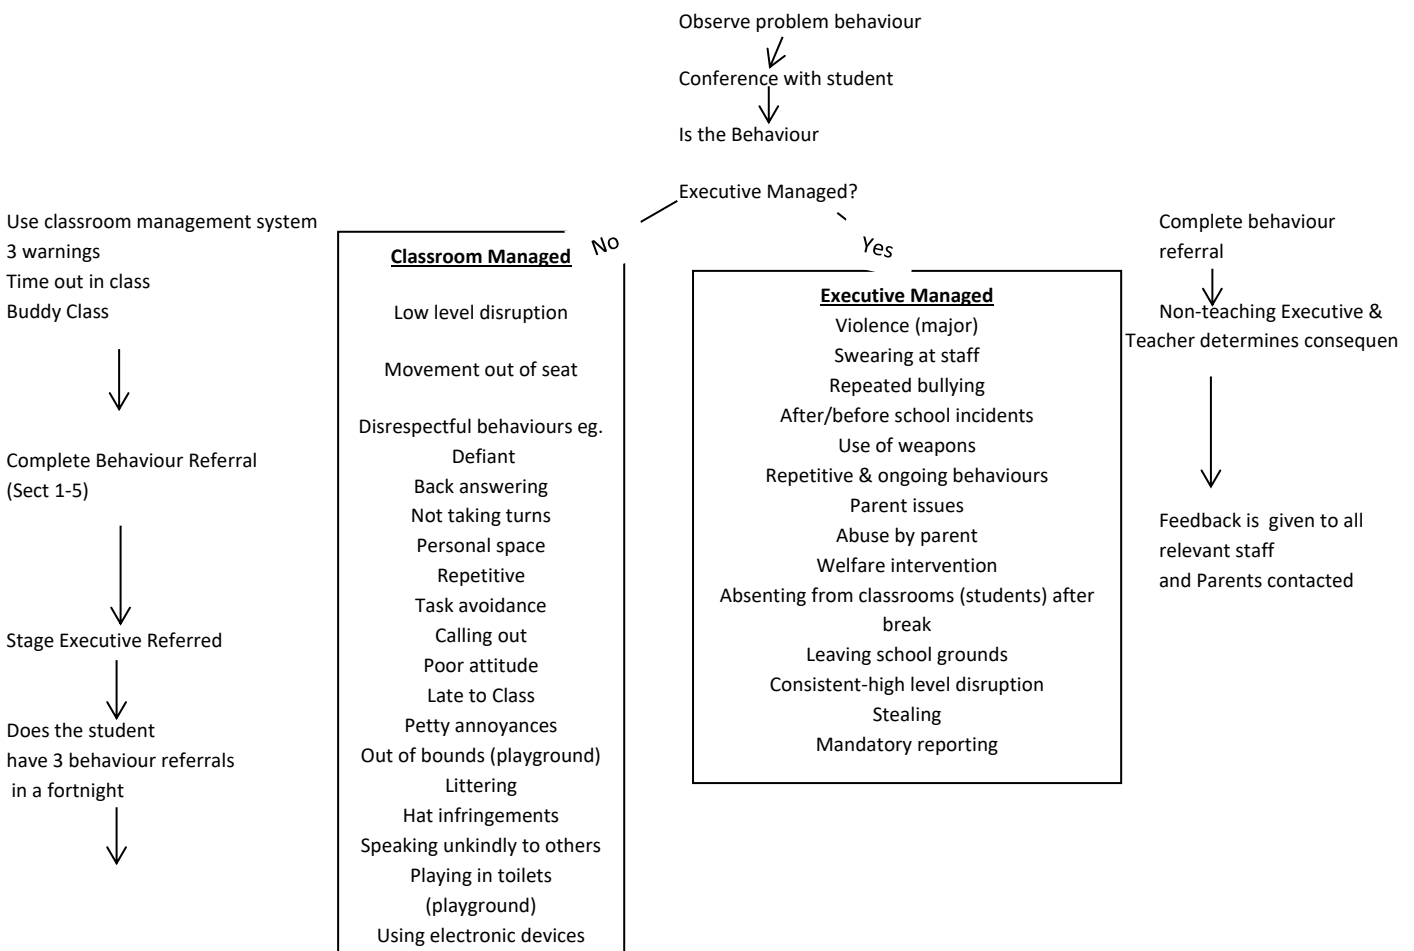 Observe problem behaviour
Conference with student
Is the Behaviour
Executive Managed?
No
Yes
Use classroom management system
3 warnings
Time out in class
Buddy Class
Complete Behaviour Referral
(Sect 1-5)
Stage Executive Referred
Does the student
have 3 behaviour referrals
in a fortnight
Classroom Managed
Low level disruption
Movement out of seat
Disrespectful behaviours eg.
Defiant
Back answering
Not taking turns
Personal space
Repetitive
Task avoidance
Calling out
Poor attitude
Late to Class
Petty annoyances
Out of bounds (playground)
Littering
Hat infringements
Speaking unkindly to others
Playing in toilets
(playground)
Using electronic devices
Executive Managed
Violence (major)
Swearing at staff
Repeated bullying
After/before school incidents
Use of weapons
Repetitive & ongoing behaviours
Parent issues
Abuse by parent
Welfare intervention
Absenting from classrooms (students) after
break
Leaving school grounds
Consistent-high level disruption
Stealing
Mandatory reporting
Complete behaviour
referral
Non-teaching Executive &
Teacher determines consequen
Feedback is given to all
relevant staff
and Parents contacted